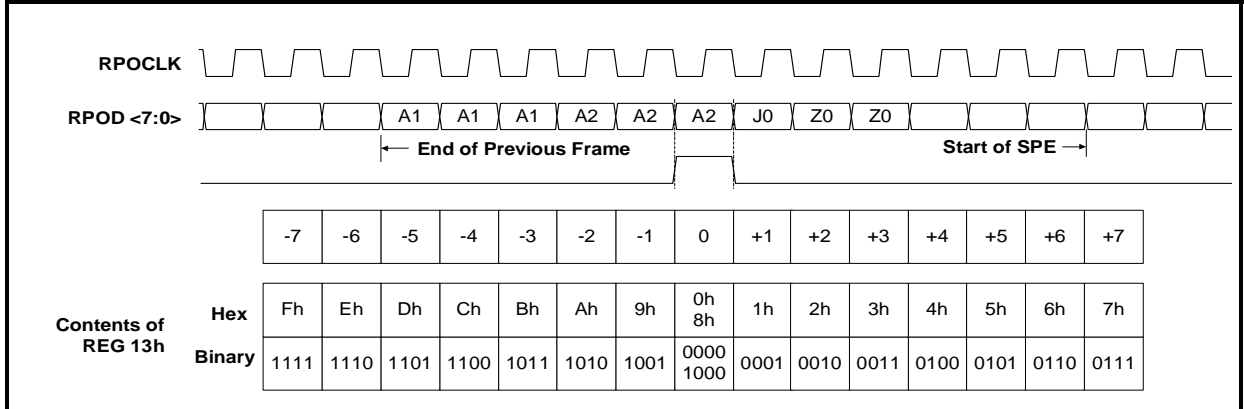 RPOCLK
RPOD <7:0> A1 A1 A1 A2 A2 A2 J0 Z0 Z0
End of Previous Frame Start of SPE
-7 -6 -5 -4 -3 -2 -1 0 +1 +2 +3 +4 +5 +6 +7
Contents of
REG 13h
Hex Fh Eh Dh Ch Bh Ah 9h 0h 8h 1h 2h 3h 4h 5h 6h 7h
Binary 1111 1110 1101 1100 1011 1010 1001 0000 1000 0001 0010 0011 0100 0101 0110 0111